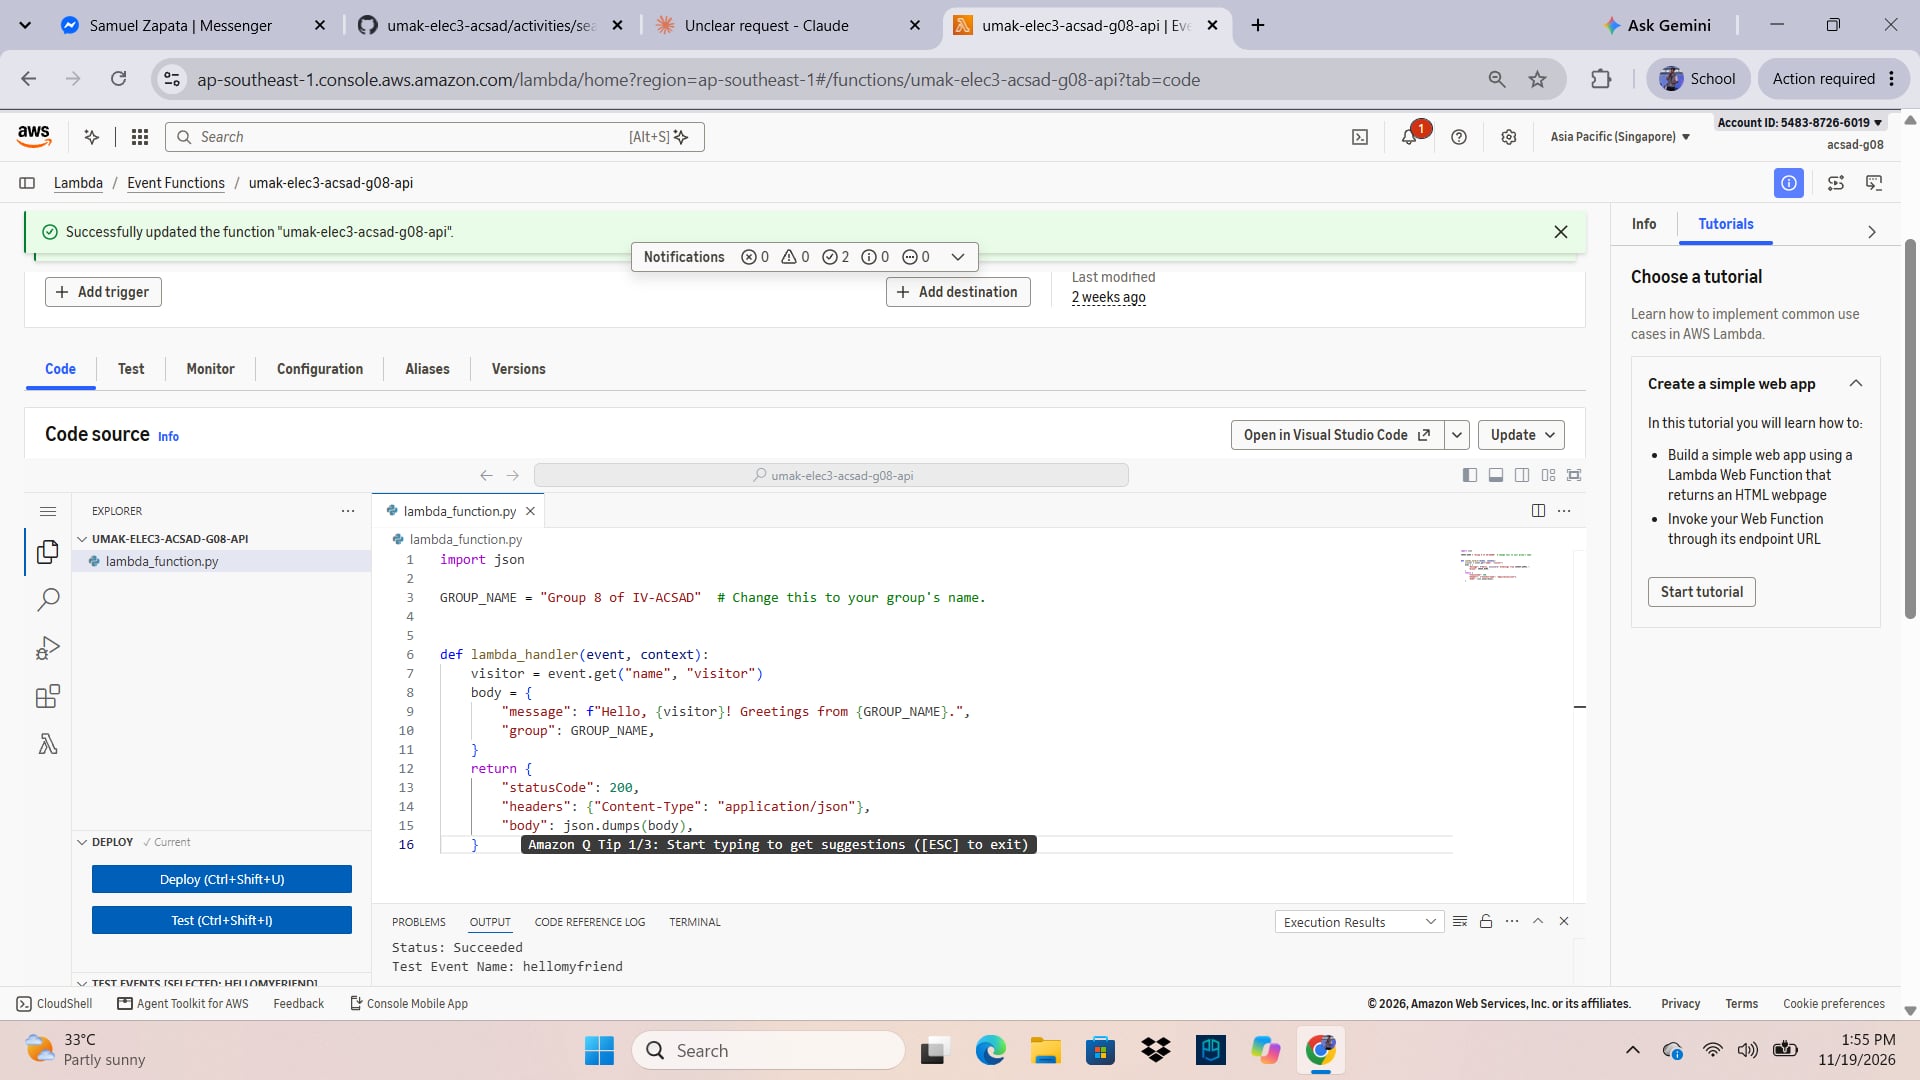 Samuel Zapata | Messenger
umak-elec3-acsad/activities/sea
Unclear request - Claude
umak-elec3-acsad-g08-api | Eve
Ask Gemini
ap-southeast-1.console.aws.amazon.com/lambda/home?region=ap-southeast-1#/functions/umak-elec3-acsad-g08-api?tab=code
School
Action required
aws
Search
[Alt+S]
1
Asia Pacific (Singapore)
Account ID: 5483-8726-6019
acsad-g08
Lambda / Event Functions / umak-elec3-acsad-g08-api
Successfully updated the function "umak-elec3-acsad-g08-api".
Notifications 0 0 2 0 0
Add trigger
Add destination
Last modified
2 weeks ago
Code
Test
Monitor
Configuration
Aliases
Versions
Code source Info
Open in Visual Studio Code
Update
umak-elec3-acsad-g08-api
EXPLORER
UMAK-ELEC3-ACSAD-G08-API
lambda_function.py
lambda_function.py
lambda_function.py
1 import json
2
3 GROUP_NAME = "Group 8 of IV-ACSAD"  # Change this to your group's name.
4
5
6 def lambda_handler(event, context):
7     visitor = event.get("name", "visitor")
8     body = {
9         "message": f"Hello, {visitor}! Greetings from {GROUP_NAME}.",
10         "group": GROUP_NAME,
11     }
12     return {
13         "statusCode": 200,
14         "headers": {"Content-Type": "application/json"},
15         "body": json.dumps(body),
16     } Amazon Q Tip 1/3: Start typing to get suggestions ([ESC] to exit)
DEPLOY ✓ Current
Deploy (Ctrl+Shift+U)
Test (Ctrl+Shift+I)
TEST EVENTS [SELECTED: HELLOMYFRIEND]
PROBLEMS
OUTPUT
CODE REFERENCE LOG
TERMINAL
Execution Results
Status: Succeeded
Test Event Name: hellomyfriend
Info
Tutorials
Choose a tutorial
Learn how to implement common use
cases in AWS Lambda.
Create a simple web app
In this tutorial you will learn how to:
• Build a simple web app using a
Lambda Web Function that
returns an HTML webpage
• Invoke your Web Function
through its endpoint URL
Start tutorial
CloudShell
Agent Toolkit for AWS
Feedback
Console Mobile App
© 2026, Amazon Web Services, Inc. or its affiliates.
Privacy
Terms
Cookie preferences
33°C
Partly sunny
Search
1:55 PM
11/19/2026